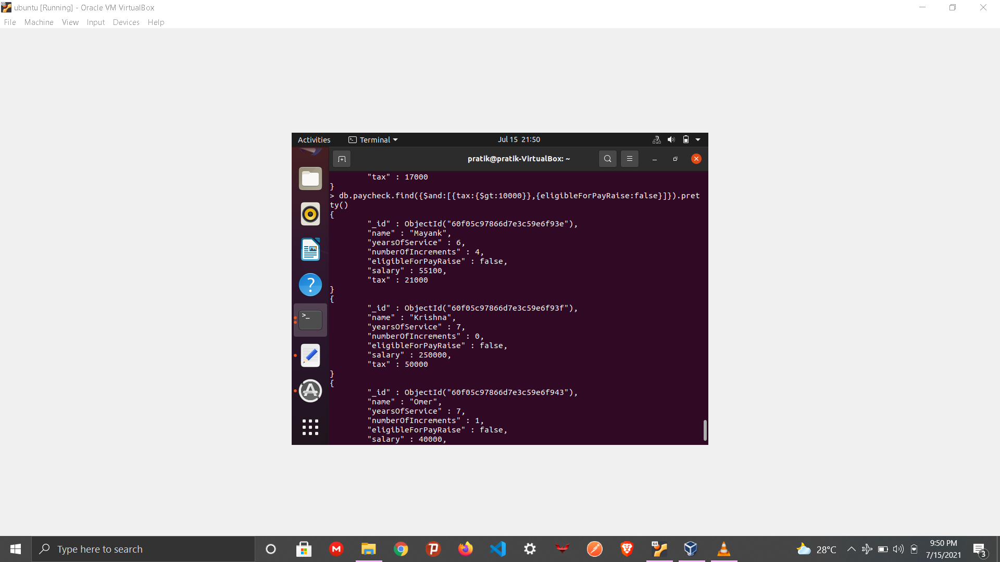 ubuntu [Running] - Oracle VM VirtualBox
File Machine View Input Devices Help
Activities Terminal Jul 15 21:50
pratik@pratik-VirtualBox: ~
"tax" : 17000
}
> db.paycheck.find({$and:[{tax:{$gt:10000}},{eligibleForPayRaise:false}]}).pret
ty()
{
"_id" : ObjectId("60f05c97866d7e3c59e6f93e"),
"name" : "Mayank",
"yearsOfService" : 6,
"numberOfIncrements" : 4,
"eligibleForPayRaise" : false,
"salary" : 55100,
"tax" : 21000
}
{
"_id" : ObjectId("60f05c97866d7e3c59e6f93f"),
"name" : "Krishna",
"yearsOfService" : 7,
"numberOfIncrements" : 0,
"eligibleForPayRaise" : false,
"salary" : 250000,
"tax" : 50000
}
{
"_id" : ObjectId("60f05c97866d7e3c59e6f943"),
"name" : "Omer",
"yearsOfService" : 7,
"numberOfIncrements" : 1,
"eligibleForPayRaise" : false,
"salary" : 40000,
Type here to search
28°C
9:50 PM
7/15/2021
3